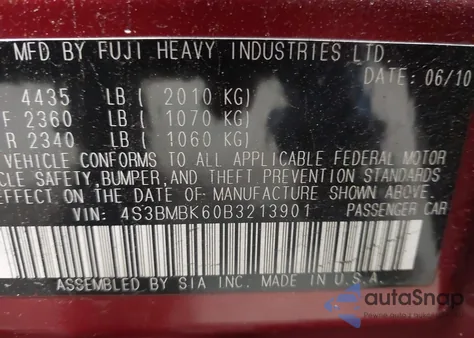 MFD BY FUJI HEAVY INDUSTRIES LTD.
DATE: 06/10
4435 LB ( 2010 KG)
F 2360 LB ( 1070 KG)
R 2340 LB ( 1060 KG)
VEHICLE CONFORMS TO ALL APPLICABLE FEDERAL MOTOR
CLE SAFETY,BUMPER,AND THEFT PREVENTION STANDARDS
EFFECT ON THE DATE OF MANUFACTURE SHOWN ABOVE.
VIN: 4S3BMBK60B3213901 PASSENGER CAR
ASSEMBLED BY SIA INC. MADE IN U.S.A.
autoSnap